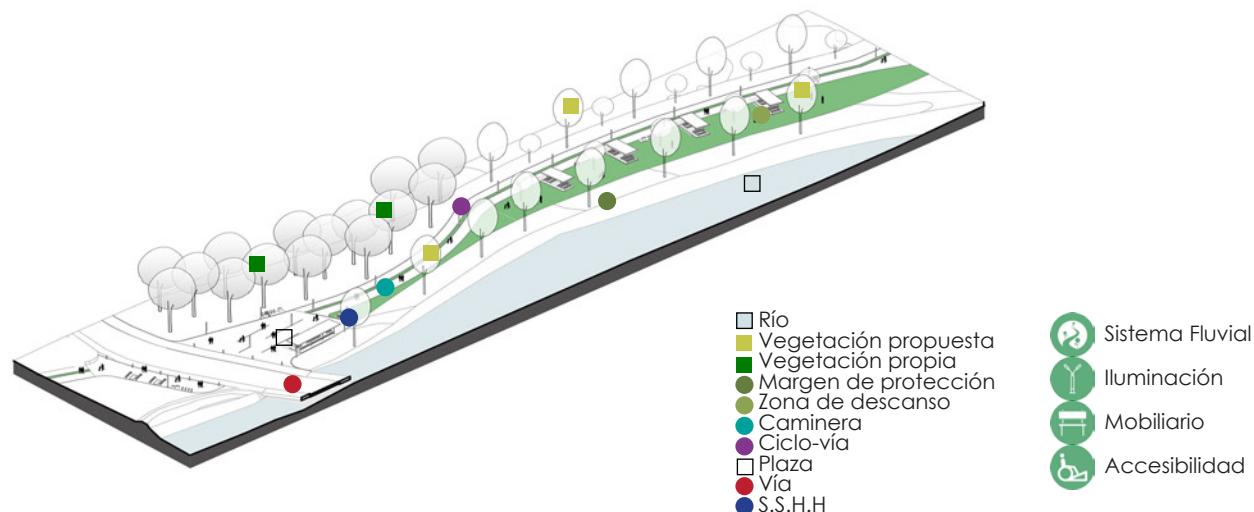 Río
Vegetación propuesta
Vegetación propia
Margen de protección
Zona de descanso
Caminera
Ciclo-vía
Plaza
Vía
S.S.H.H
Sistema Fluvial
Iluminación
Mobiliario
Accesibilidad